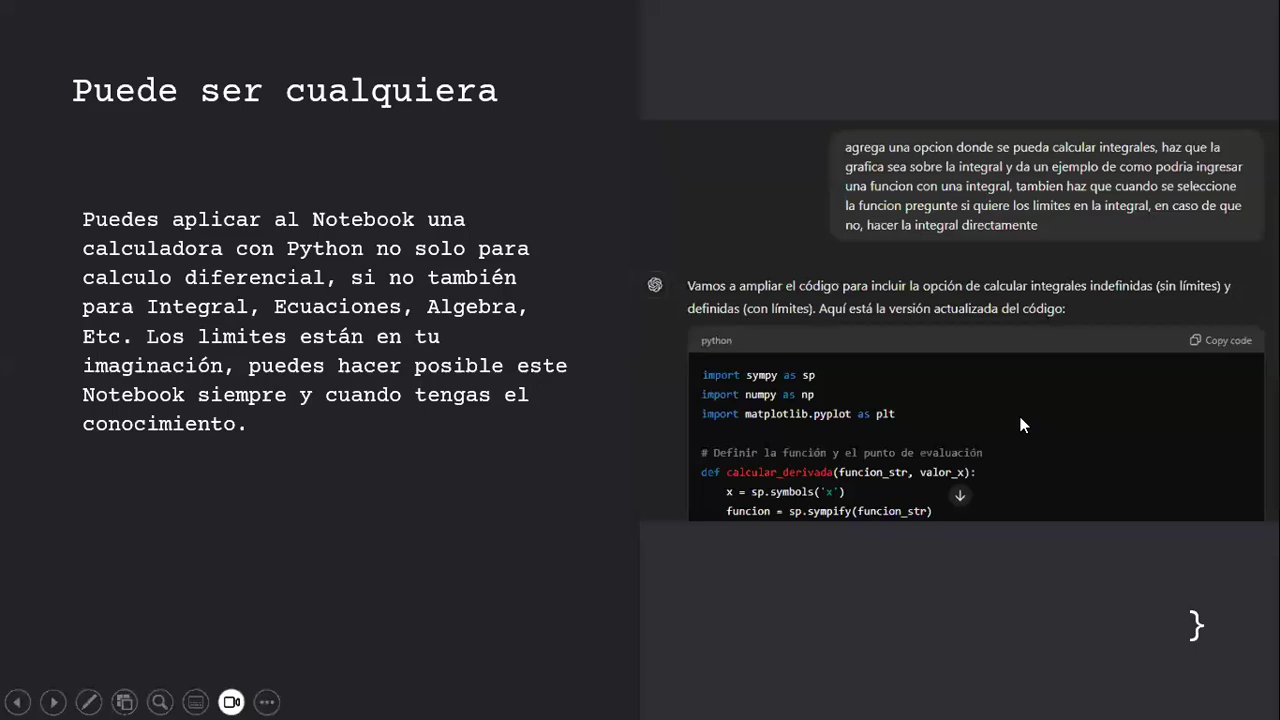 Puede ser cualquiera
Puedes aplicar al Notebook una
calculadora con Python no solo para
calculo diferencial, si no también
para Integral, Ecuaciones, Algebra,
Etc. Los limites están en tu
imaginación, puedes hacer posible este
Notebook siempre y cuando tengas el
conocimiento.
agrega una opcion donde se pueda calcular integrales, haz que la
grafica sea sobre la integral y da un ejemplo de como podria ingresar
una funcion con una integral, tambien haz que cuando se seleccione
la funcion pregunte si quiere los limites en la integral, en caso de que
no, hacer la integral directamente
Vamos a ampliar el código para incluir la opción de calcular integrales indefinidas (sin límites) y
definidas (con límites). Aquí está la versión actualizada del código:
python Copy code
import sympy as sp
import numpy as np
import matplotlib.pyplot as plt
# Definir la función y el punto de evaluación
def calcular_derivada(funcion_str, valor_x):
x = sp.symbols('x')
funcion = sp.sympify(funcion_str)
}